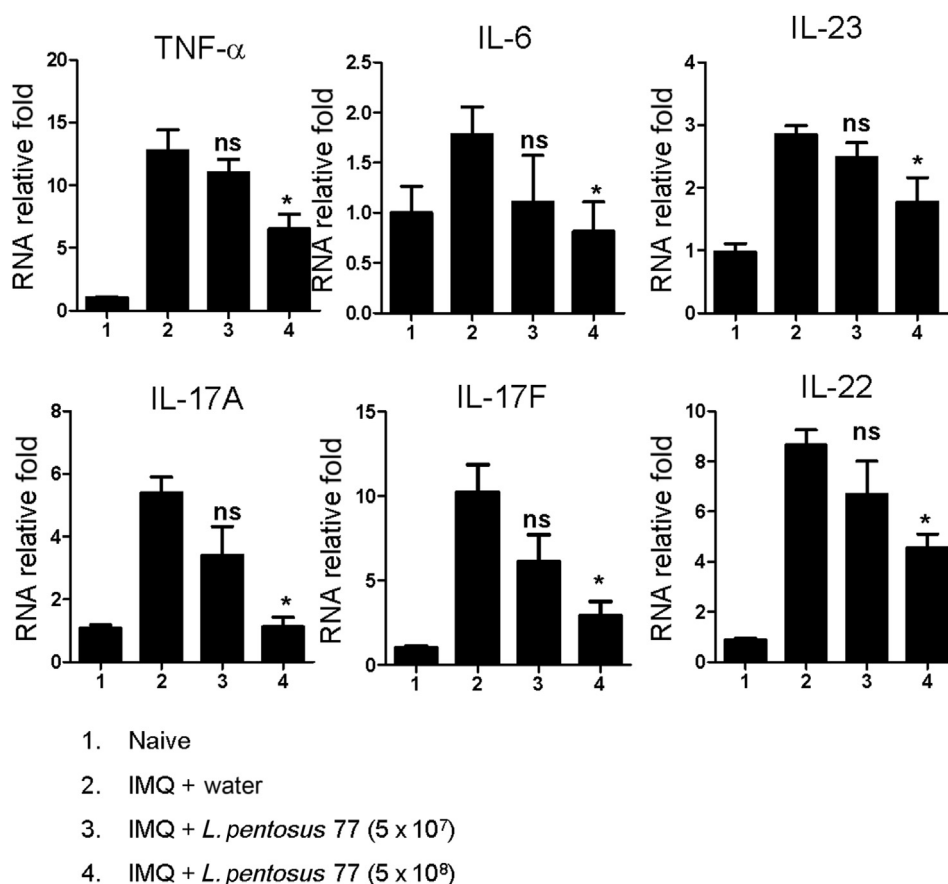 TNF-α
RNA relative fold
20
15
10
5
0
ns
*
1 2 3 4
IL-6
RNA relative fold
2.5
2.0
1.5
1.0
0.5
0.0
ns
*
1 2 3 4
IL-23
RNA relative fold
4
3
2
1
0
ns
*
1 2 3 4
IL-17A
RNA relative fold
8
6
4
2
0
ns
*
1 2 3 4
IL-17F
RNA relative fold
15
10
5
0
ns
*
1 2 3 4
IL-22
RNA relative fold
10
8
6
4
2
0
ns
*
1 2 3 4
1. Naive
2. IMQ + water
3. IMQ + L. pentosus 77 (5 x 10⁷)
4. IMQ + L. pentosus 77 (5 x 10⁸)